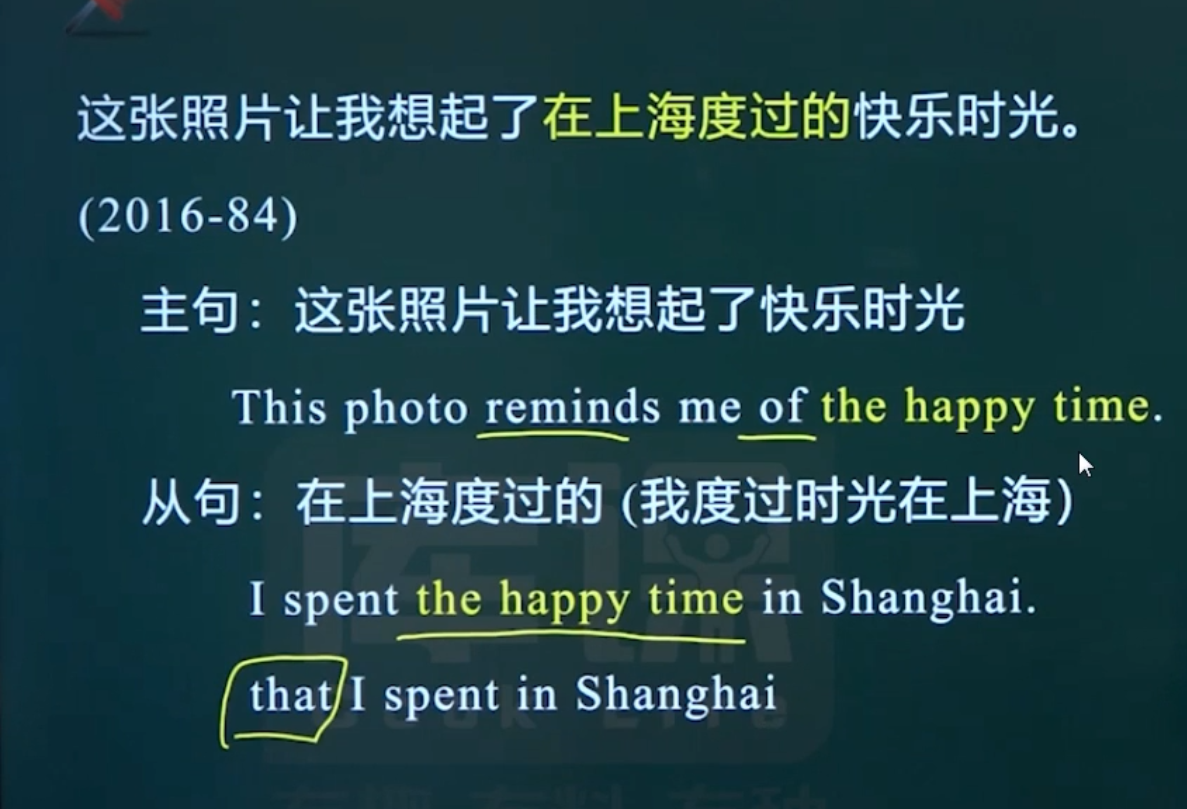 这张照片让我想起了在上海度过的快乐时光。
(2016-84)
主句：这张照片让我想起了快乐时光
This photo reminds me of the happy time.
从句：在上海度过的 (我度过时光在上海）
I spent the happy time in Shanghai.
that I spent in Shanghai